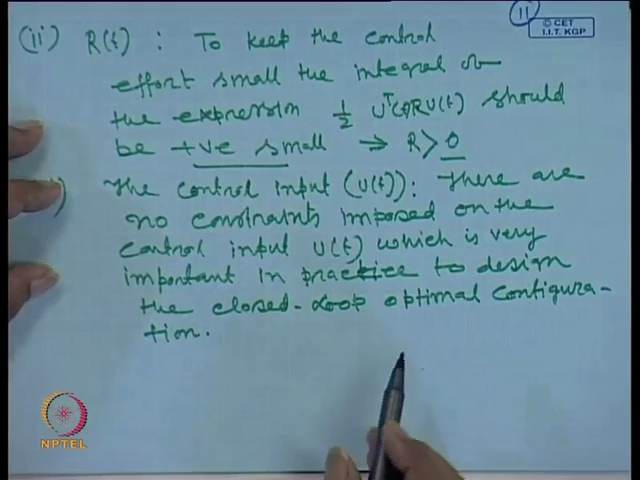 11
© CET
I.I.T. KGP
(ii) R(t) : To keep the control
effort small the integral or
the expression ½ Uᵀ(t)RU(t) should
be +ve small → R>0
) The control input (U(t)): There are
no constraints imposed on the
control input U(t) which is very
important in practice to design
the closed-loop optimal configura-
tion.
NPTEL